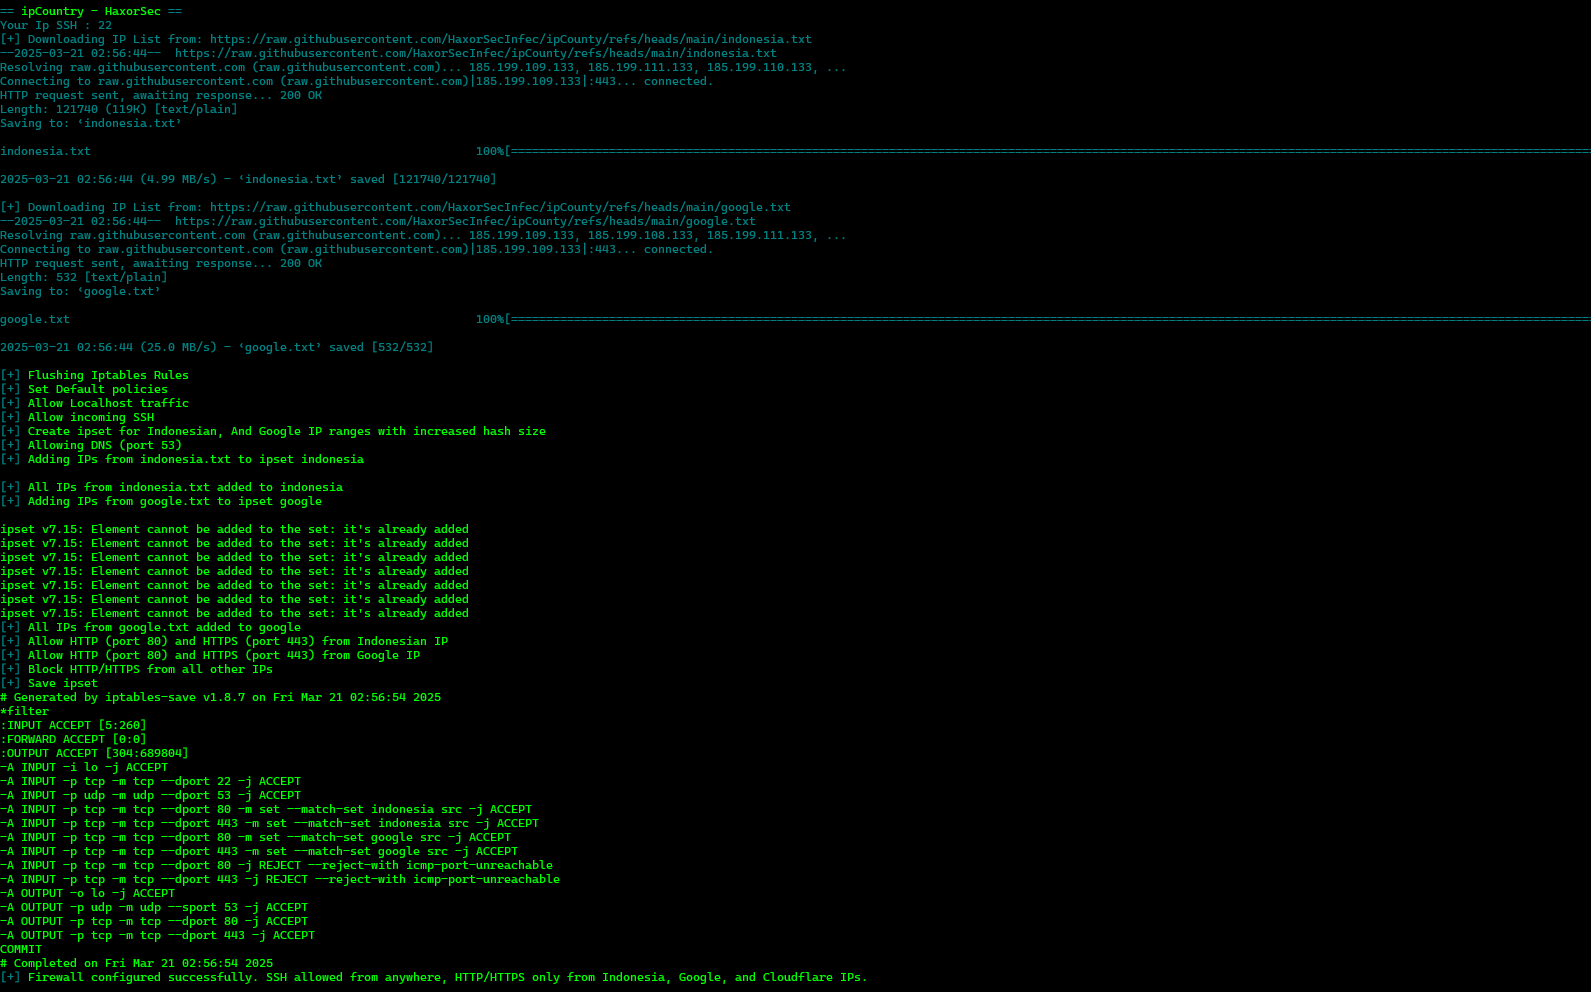 == ipCountry - HaxorSec ==
Your Ip SSH : 22
[+] Downloading IP List from: https://raw.githubusercontent.com/HaxorSecInfec/ipCounty/refs/heads/main/indonesia.txt
--2025-03-21 02:56:44--  https://raw.githubusercontent.com/HaxorSecInfec/ipCounty/refs/heads/main/indonesia.txt
Resolving raw.githubusercontent.com (raw.githubusercontent.com)... 185.199.109.133, 185.199.111.133, 185.199.110.133, ...
Connecting to raw.githubusercontent.com (raw.githubusercontent.com)|185.199.109.133|:443... connected.
HTTP request sent, awaiting response... 200 OK
Length: 121740 (119K) [text/plain]
Saving to: ‘indonesia.txt’
indonesia.txt 100%[===========================================================================================================================================================
2025-03-21 02:56:44 (4.99 MB/s) - ‘indonesia.txt’ saved [121740/121740]
[+] Downloading IP List from: https://raw.githubusercontent.com/HaxorSecInfec/ipCounty/refs/heads/main/google.txt
--2025-03-21 02:56:44--  https://raw.githubusercontent.com/HaxorSecInfec/ipCounty/refs/heads/main/google.txt
Resolving raw.githubusercontent.com (raw.githubusercontent.com)... 185.199.109.133, 185.199.108.133, 185.199.111.133, ...
Connecting to raw.githubusercontent.com (raw.githubusercontent.com)|185.199.109.133|:443... connected.
HTTP request sent, awaiting response... 200 OK
Length: 532 [text/plain]
Saving to: ‘google.txt’
google.txt 100%[===========================================================================================================================================================
2025-03-21 02:56:44 (25.0 MB/s) - ‘google.txt’ saved [532/532]
[+] Flushing Iptables Rules
[+] Set Default policies
[+] Allow Localhost traffic
[+] Allow incoming SSH
[+] Create ipset for Indonesian, And Google IP ranges with increased hash size
[+] Allowing DNS (port 53)
[+] Adding IPs from indonesia.txt to ipset indonesia
[+] All IPs from indonesia.txt added to indonesia
[+] Adding IPs from google.txt to ipset google
ipset v7.15: Element cannot be added to the set: it's already added
ipset v7.15: Element cannot be added to the set: it's already added
ipset v7.15: Element cannot be added to the set: it's already added
ipset v7.15: Element cannot be added to the set: it's already added
ipset v7.15: Element cannot be added to the set: it's already added
ipset v7.15: Element cannot be added to the set: it's already added
ipset v7.15: Element cannot be added to the set: it's already added
[+] All IPs from google.txt added to google
[+] Allow HTTP (port 80) and HTTPS (port 443) from Indonesian IP
[+] Allow HTTP (port 80) and HTTPS (port 443) from Google IP
[+] Block HTTP/HTTPS from all other IPs
[+] Save ipset
# Generated by iptables-save v1.8.7 on Fri Mar 21 02:56:54 2025
*filter
:INPUT ACCEPT [5:260]
:FORWARD ACCEPT [0:0]
:OUTPUT ACCEPT [304:689804]
-A INPUT -i lo -j ACCEPT
-A INPUT -p tcp -m tcp --dport 22 -j ACCEPT
-A INPUT -p udp -m udp --dport 53 -j ACCEPT
-A INPUT -p tcp -m tcp --dport 80 -m set --match-set indonesia src -j ACCEPT
-A INPUT -p tcp -m tcp --dport 443 -m set --match-set indonesia src -j ACCEPT
-A INPUT -p tcp -m tcp --dport 80 -m set --match-set google src -j ACCEPT
-A INPUT -p tcp -m tcp --dport 443 -m set --match-set google src -j ACCEPT
-A INPUT -p tcp -m tcp --dport 80 -j REJECT --reject-with icmp-port-unreachable
-A INPUT -p tcp -m tcp --dport 443 -j REJECT --reject-with icmp-port-unreachable
-A OUTPUT -o lo -j ACCEPT
-A OUTPUT -p udp -m udp --sport 53 -j ACCEPT
-A OUTPUT -p tcp -m tcp --dport 80 -j ACCEPT
-A OUTPUT -p tcp -m tcp --dport 443 -j ACCEPT
COMMIT
# Completed on Fri Mar 21 02:56:54 2025
[+] Firewall configured successfully. SSH allowed from anywhere, HTTP/HTTPS only from Indonesia, Google, and Cloudflare IPs.